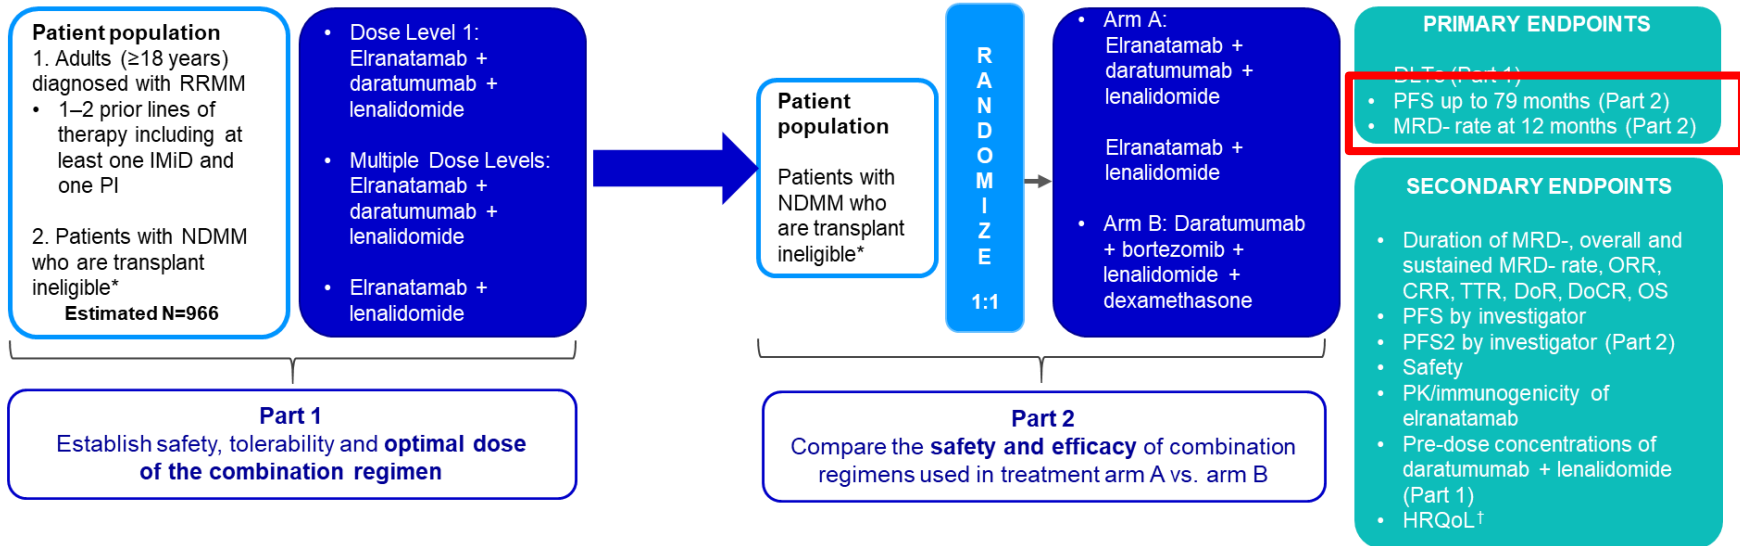 Patient population
1. Adults (≥18 years)
diagnosed with RRMM
• 1–2 prior lines of
therapy including at
least one IMiD and
one PI
2. Patients with NDMM
who are transplant
ineligible*
Estimated N=966
• Dose Level 1:
Elranatamab +
daratumumab +
lenalidomide
• Multiple Dose Levels:
Elranatamab +
daratumumab +
lenalidomide
• Elranatamab +
lenalidomide
Part 1
Establish safety, tolerability and optimal dose
of the combination regimen
Patient
population
Patients with
NDMM who
are transplant
ineligible*
R
A
N
D
O
M
I
Z
E
1:1
• Arm A:
Elranatamab +
daratumumab +
lenalidomide
Elranatamab +
lenalidomide
• Arm B: Daratumumab
+ bortezomib +
lenalidomide +
dexamethasone
Part 2
Compare the safety and efficacy of combination
regimens used in treatment arm A vs. arm B
PRIMARY ENDPOINTS
DLTs (Part 1)
• PFS up to 79 months (Part 2)
• MRD- rate at 12 months (Part 2)
SECONDARY ENDPOINTS
• Duration of MRD-, overall and
sustained MRD- rate, ORR,
CRR, TTR, DoR, DoCR, OS
• PFS by investigator
• PFS2 by investigator (Part 2)
• Safety
• PK/immunogenicity of
elranatamab
• Pre-dose concentrations of
daratumumab + lenalidomide
(Part 1)
• HRQoL†